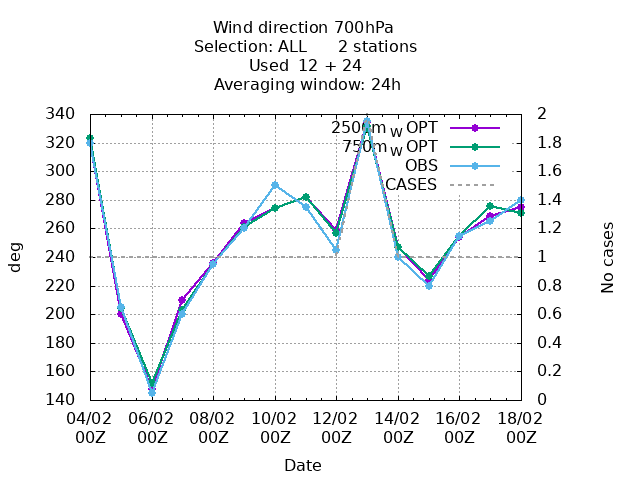 Wind direction 700hPa
Selection: ALL 2 stations
Used 12 + 24
Averaging window: 24h
340
320
300
280
260
240
220
200
180
160
140
deg
2
1.8
1.6
1.4
1.2
1
0.8
0.6
0.4
0.2
0
No cases
2500m W OPT
750m W OPT
OBS
CASES
04/02 06/02 08/02 10/02 12/02 14/02 16/02 18/02
00Z 00Z 00Z 00Z 00Z 00Z 00Z 00Z
Date